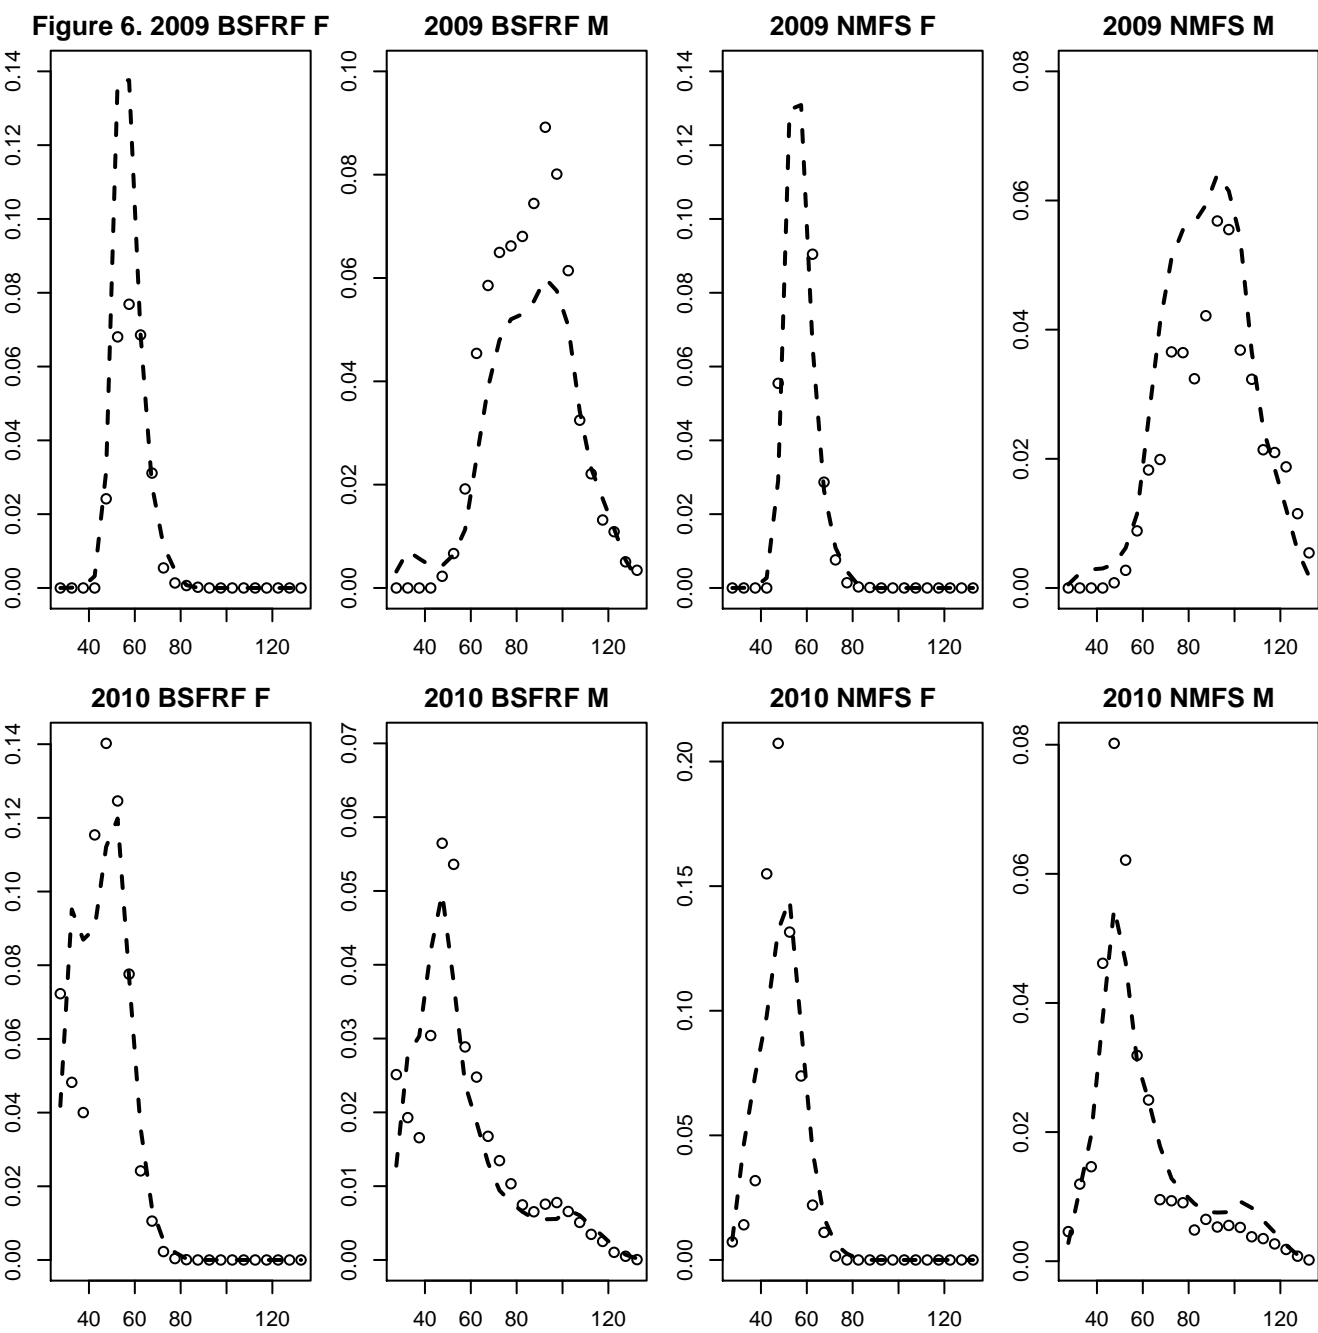 Figure 6. 2009 BSFRF F
2009 BSFRF M
2009 NMFS F
2009 NMFS M
0.00 0.02 0.04 0.06 0.08 0.10 0.12 0.14
40 60 80 120
0.00 0.02 0.04 0.06 0.08 0.10
40 60 80 120
0.00 0.02 0.04 0.06 0.08 0.10 0.12 0.14
40 60 80 120
0.00 0.02 0.04 0.06 0.08
40 60 80 120
2010 BSFRF F
2010 BSFRF M
2010 NMFS F
2010 NMFS M
0.00 0.02 0.04 0.06 0.08 0.10 0.12 0.14
40 60 80 120
0.00 0.01 0.02 0.03 0.04 0.05 0.06 0.07
40 60 80 120
0.00 0.05 0.10 0.15 0.20
40 60 80 120
0.00 0.02 0.04 0.06 0.08
40 60 80 120